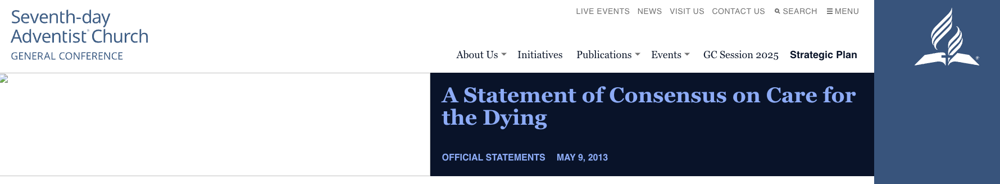 Seventh-day
Adventist® Church
GENERAL CONFERENCE
LIVE EVENTS NEWS VISIT US CONTACT US SEARCH MENU
About Us Initiatives Publications Events GC Session 2025 Strategic Plan
A Statement of Consensus on Care for
the Dying
OFFICIAL STATEMENTS MAY 9, 2013
®